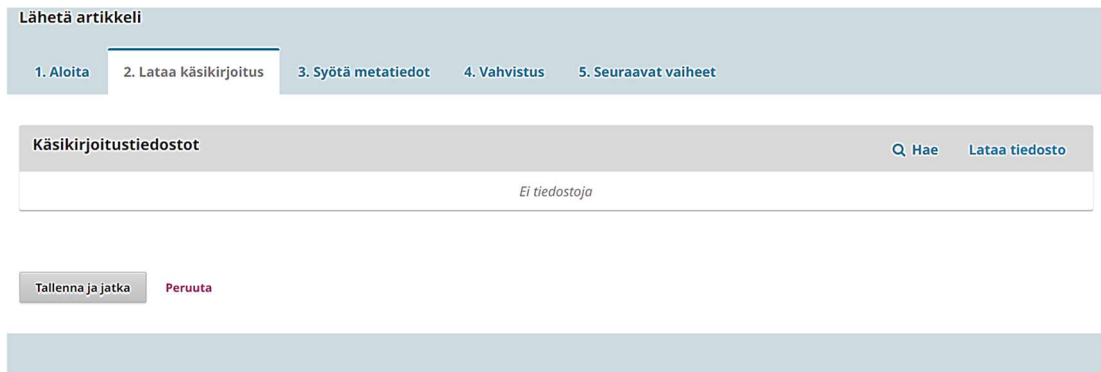 Lähetä artikkeli
1. Aloita 2. Lataa käsikirjoitus 3. Syötä metatiedot 4. Vahvistus 5. Seuraavat vaiheet
Käsikirjoitustiedostot Hae Lataa tiedosto
Ei tiedostoja
Tallenna ja jatka Peruuta